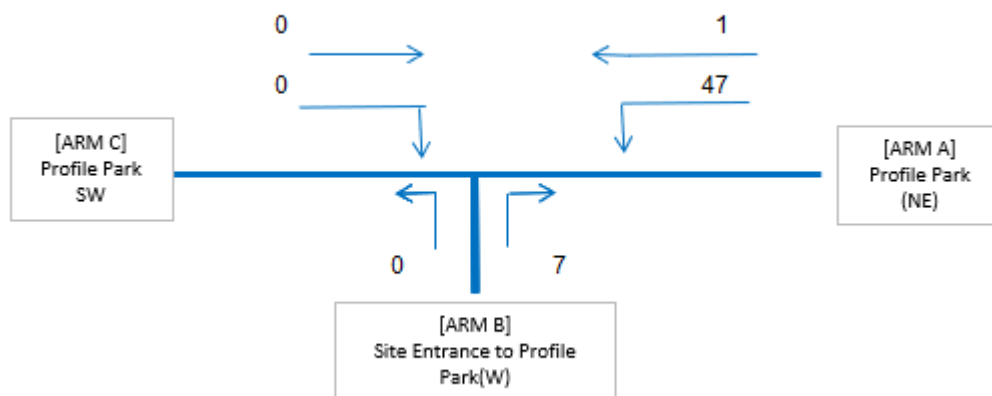 0
1
0
47
[ARM C]
Profile Park
SW
[ARM A]
Profile Park
(NE)
0
7
[ARM B]
Site Entrance to Profile
Park(W)